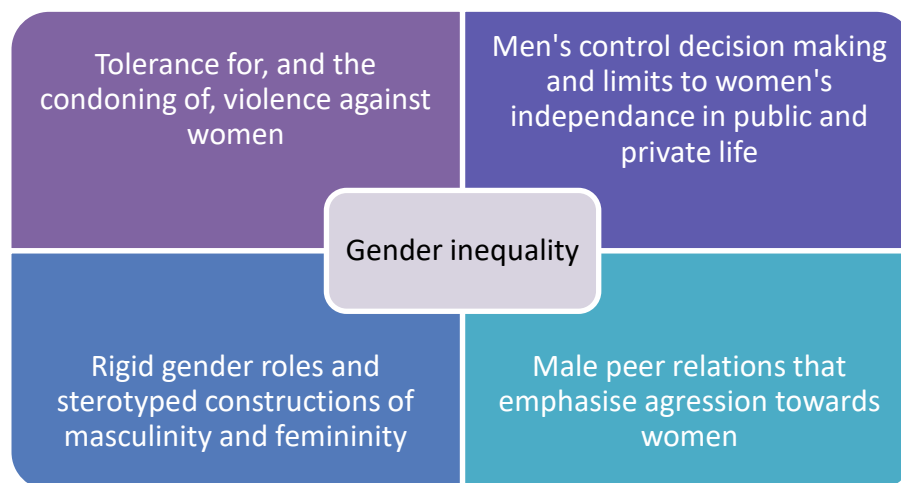 Tolerance for, and the
condoning of, violence against
women
Men's control decision making
and limits to women's
independance in public and
private life
Gender inequality
Rigid gender roles and
sterotyped constructions of
masculinity and femininity
Male peer relations that
emphasise agression towards
women